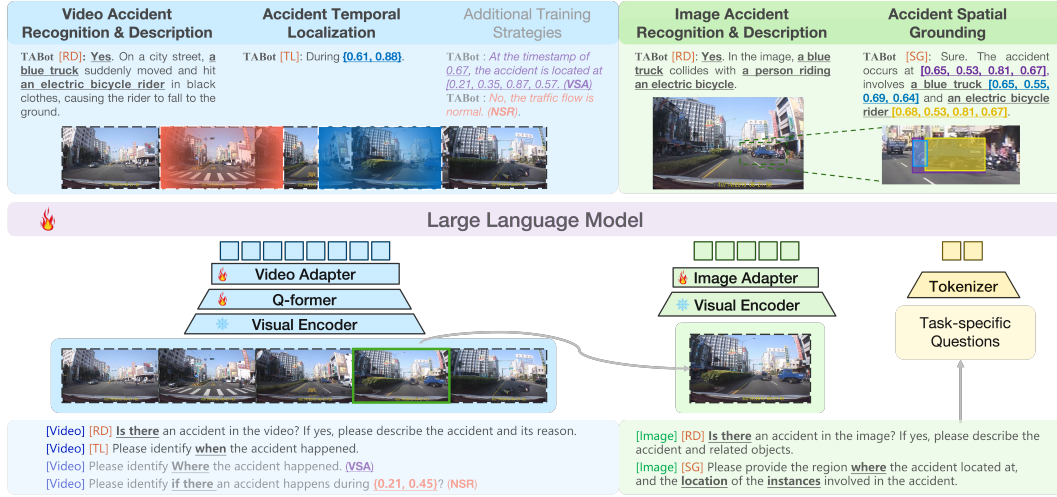 Video Accident
Recognition & Description
Accident Temporal
Localization
Additional Training
Strategies
Image Accident
Recognition & Description
Accident Spatial
Grounding
TABot [RD]: Yes. On a city street, a
blue truck suddenly moved and hit
an electric bicycle rider in black
clothes, causing the rider to fall to the
ground.
TABot [TL]: During {0.61, 0.88}.
TABot : At the timestamp of
0.67, the accident is located at
[0.21, 0.35, 0.87, 0.57]. (VSA)
TABot : No, the traffic flow is
normal. (NSR).
TABot [RD]: Yes. In the image, a blue
truck collides with a person riding
an electric bicycle.
TABot [SG]: Sure. The accident
occurs at [0.65, 0.53, 0.81, 0.67],
involves a blue truck [0.65, 0.55,
0.69, 0.64] and an electric bicycle
rider [0.68, 0.53, 0.81, 0.67].
Large Language Model
Video Adapter
Q-former
Visual Encoder
Image Adapter
Visual Encoder
Tokenizer
Task-specific
Questions
[Video] [RD] Is there an accident in the video? If yes, please describe the accident and its reason.
[Video] [TL] Please identify when the accident happened.
[Video] Please identify Where the accident happened. (VSA)
[Video] Please identify if there an accident happens during {0.21, 0.45}? (NSR)
[Image] [RD] Is there an accident in the image? If yes, please describe the
accident and related objects.
[Image] [SG] Please provide the region where the accident located at,
and the location of the instances involved in the accident.